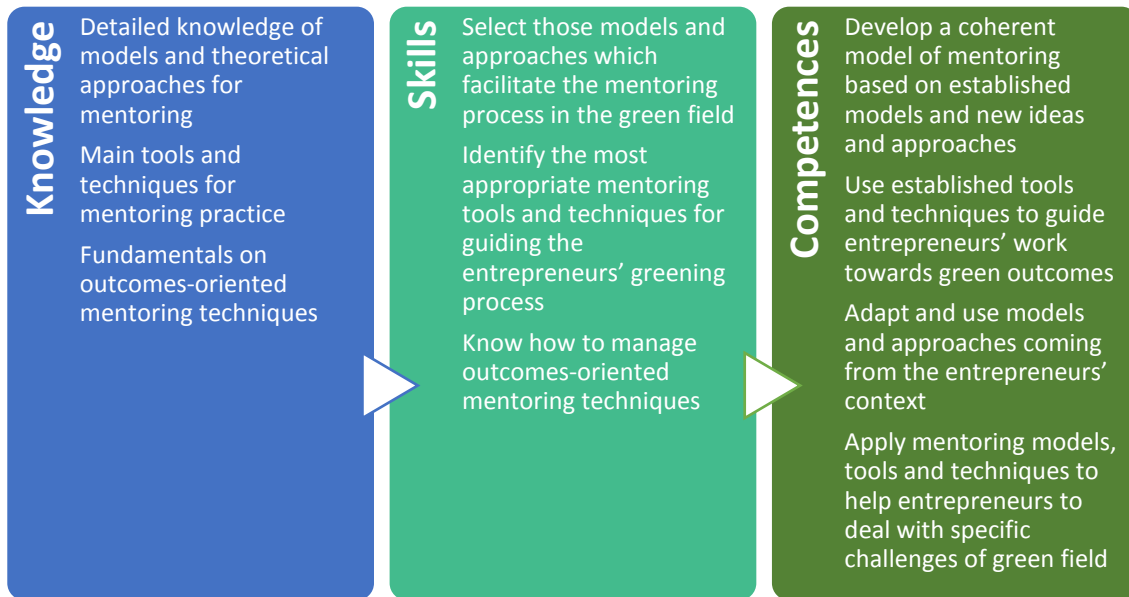 Knowledge
Detailed knowledge of
models and theoretical
approaches for
mentoring
Main tools and
techniques for
mentoring practice
Fundamentals on
outcomes-oriented
mentoring techniques
Skills
Select those models and
approaches which
facilitate the mentoring
process in the green field
Identify the most
appropriate mentoring
tools and techniques for
guiding the
entrepreneurs’ greening
process
Know how to manage
outcomes-oriented
mentoring techniques
Competences
Develop a coherent
model of mentoring
based on established
models and new ideas
and approaches
Use established tools
and techniques to guide
entrepreneurs’ work
towards green outcomes
Adapt and use models
and approaches coming
from the entrepreneurs’
context
Apply mentoring models,
tools and techniques to
help entrepreneurs to
deal with specific
challenges of green field